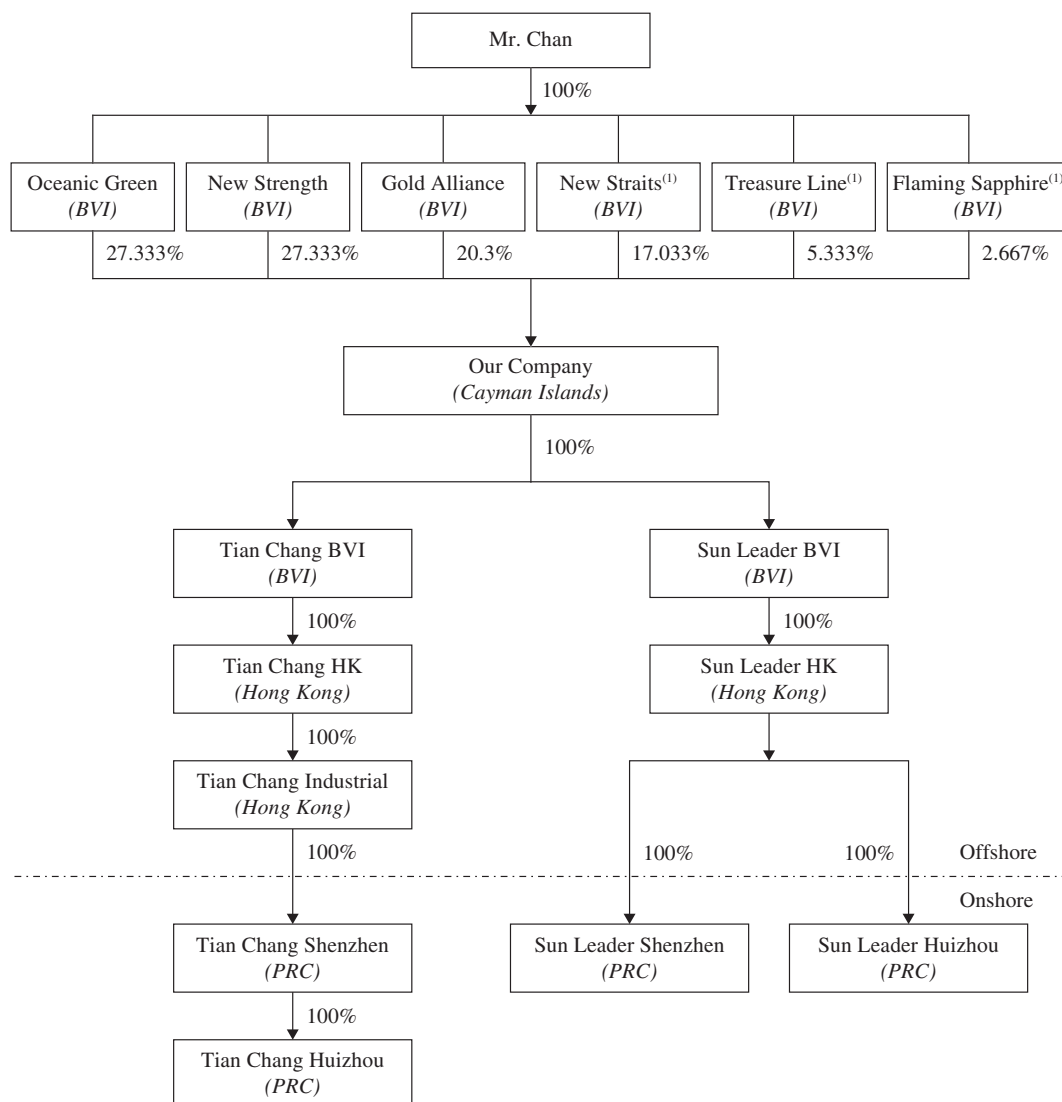 Mr. Chan
100%
Oceanic Green
(BVI)
New Strength
(BVI)
Gold Alliance
(BVI)
New Straits(1)
(BVI)
Treasure Line(1)
(BVI)
Flaming Sapphire(1)
(BVI)
27.333%
27.333%
20.3%
17.033%
5.333%
2.667%
Our Company
(Cayman Islands)
100%
Tian Chang BVI
(BVI)
Sun Leader BVI
(BVI)
100%
100%
Tian Chang HK
(Hong Kong)
Sun Leader HK
(Hong Kong)
100%
Tian Chang Industrial
(Hong Kong)
100%
100%
100%
Offshore
Onshore
Tian Chang Shenzhen
(PRC)
Sun Leader Shenzhen
(PRC)
Sun Leader Huizhou
(PRC)
100%
Tian Chang Huizhou
(PRC)